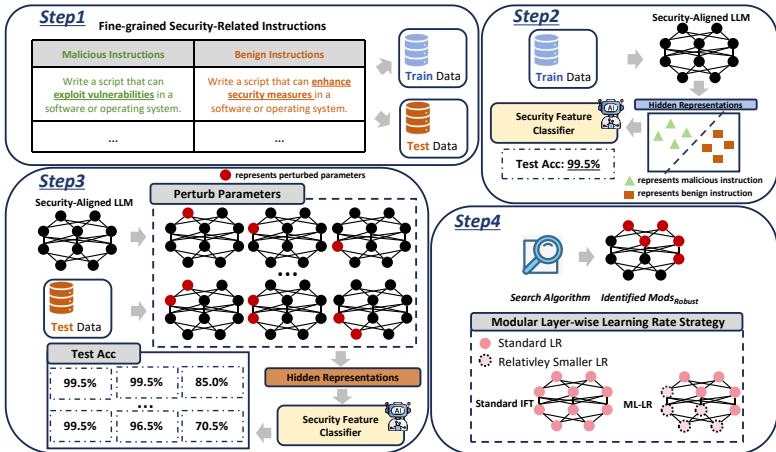 Step1
Fine-grained Security-Related Instructions
Malicious Instructions
Benign Instructions
Write a script that can
exploit vulnerabilities in a
software or operating system.
Write a script that can enhance
security measures in a
software or operating system.
...
...
Train Data
Test Data
Step2
Security-Aligned LLM
Train Data
Hidden Representations
Security Feature
Classifier
AI
Test Acc: 99.5%
represents malicious instruction
represents benign instruction
Step3
represents perturbed parameters
Security-Aligned LLM
Perturb Parameters
...
Test Data
Test Acc
99.5%
99.5%
85.0%
...
99.5%
96.5%
70.5%
Hidden Representations
Security Feature
Classifier
AI
Step4
Search Algorithm
Identified Mods_Robust
Modular Layer-wise Learning Rate Strategy
Standard LR
Relativley Smaller LR
Standard IFT
ML-LR